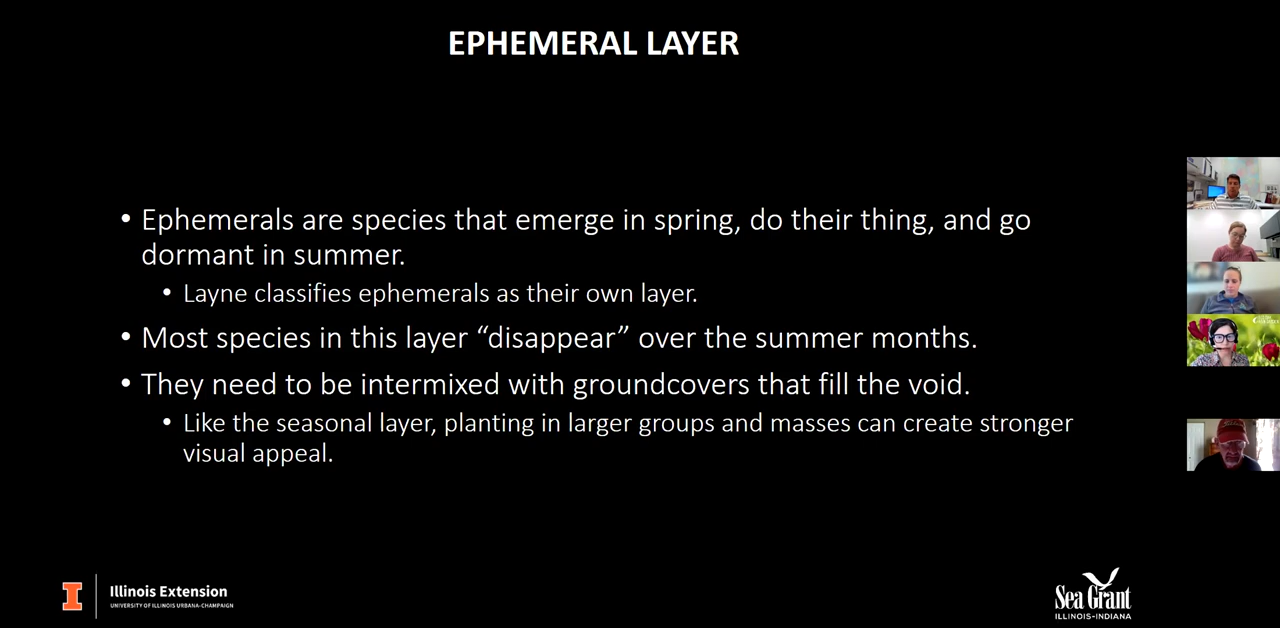 EPHEMERAL LAYER
• Ephemerals are species that emerge in spring, do their thing, and go
dormant in summer.
• Layne classifies ephemerals as their own layer.
• Most species in this layer “disappear” over the summer months.
• They need to be intermixed with groundcovers that fill the void.
• Like the seasonal layer, planting in larger groups and masses can create stronger
visual appeal.
I
Illinois Extension
UNIVERSITY OF ILLINOIS URBANA-CHAMPAIGN
Sea Grant
ILLINOIS-INDIANA